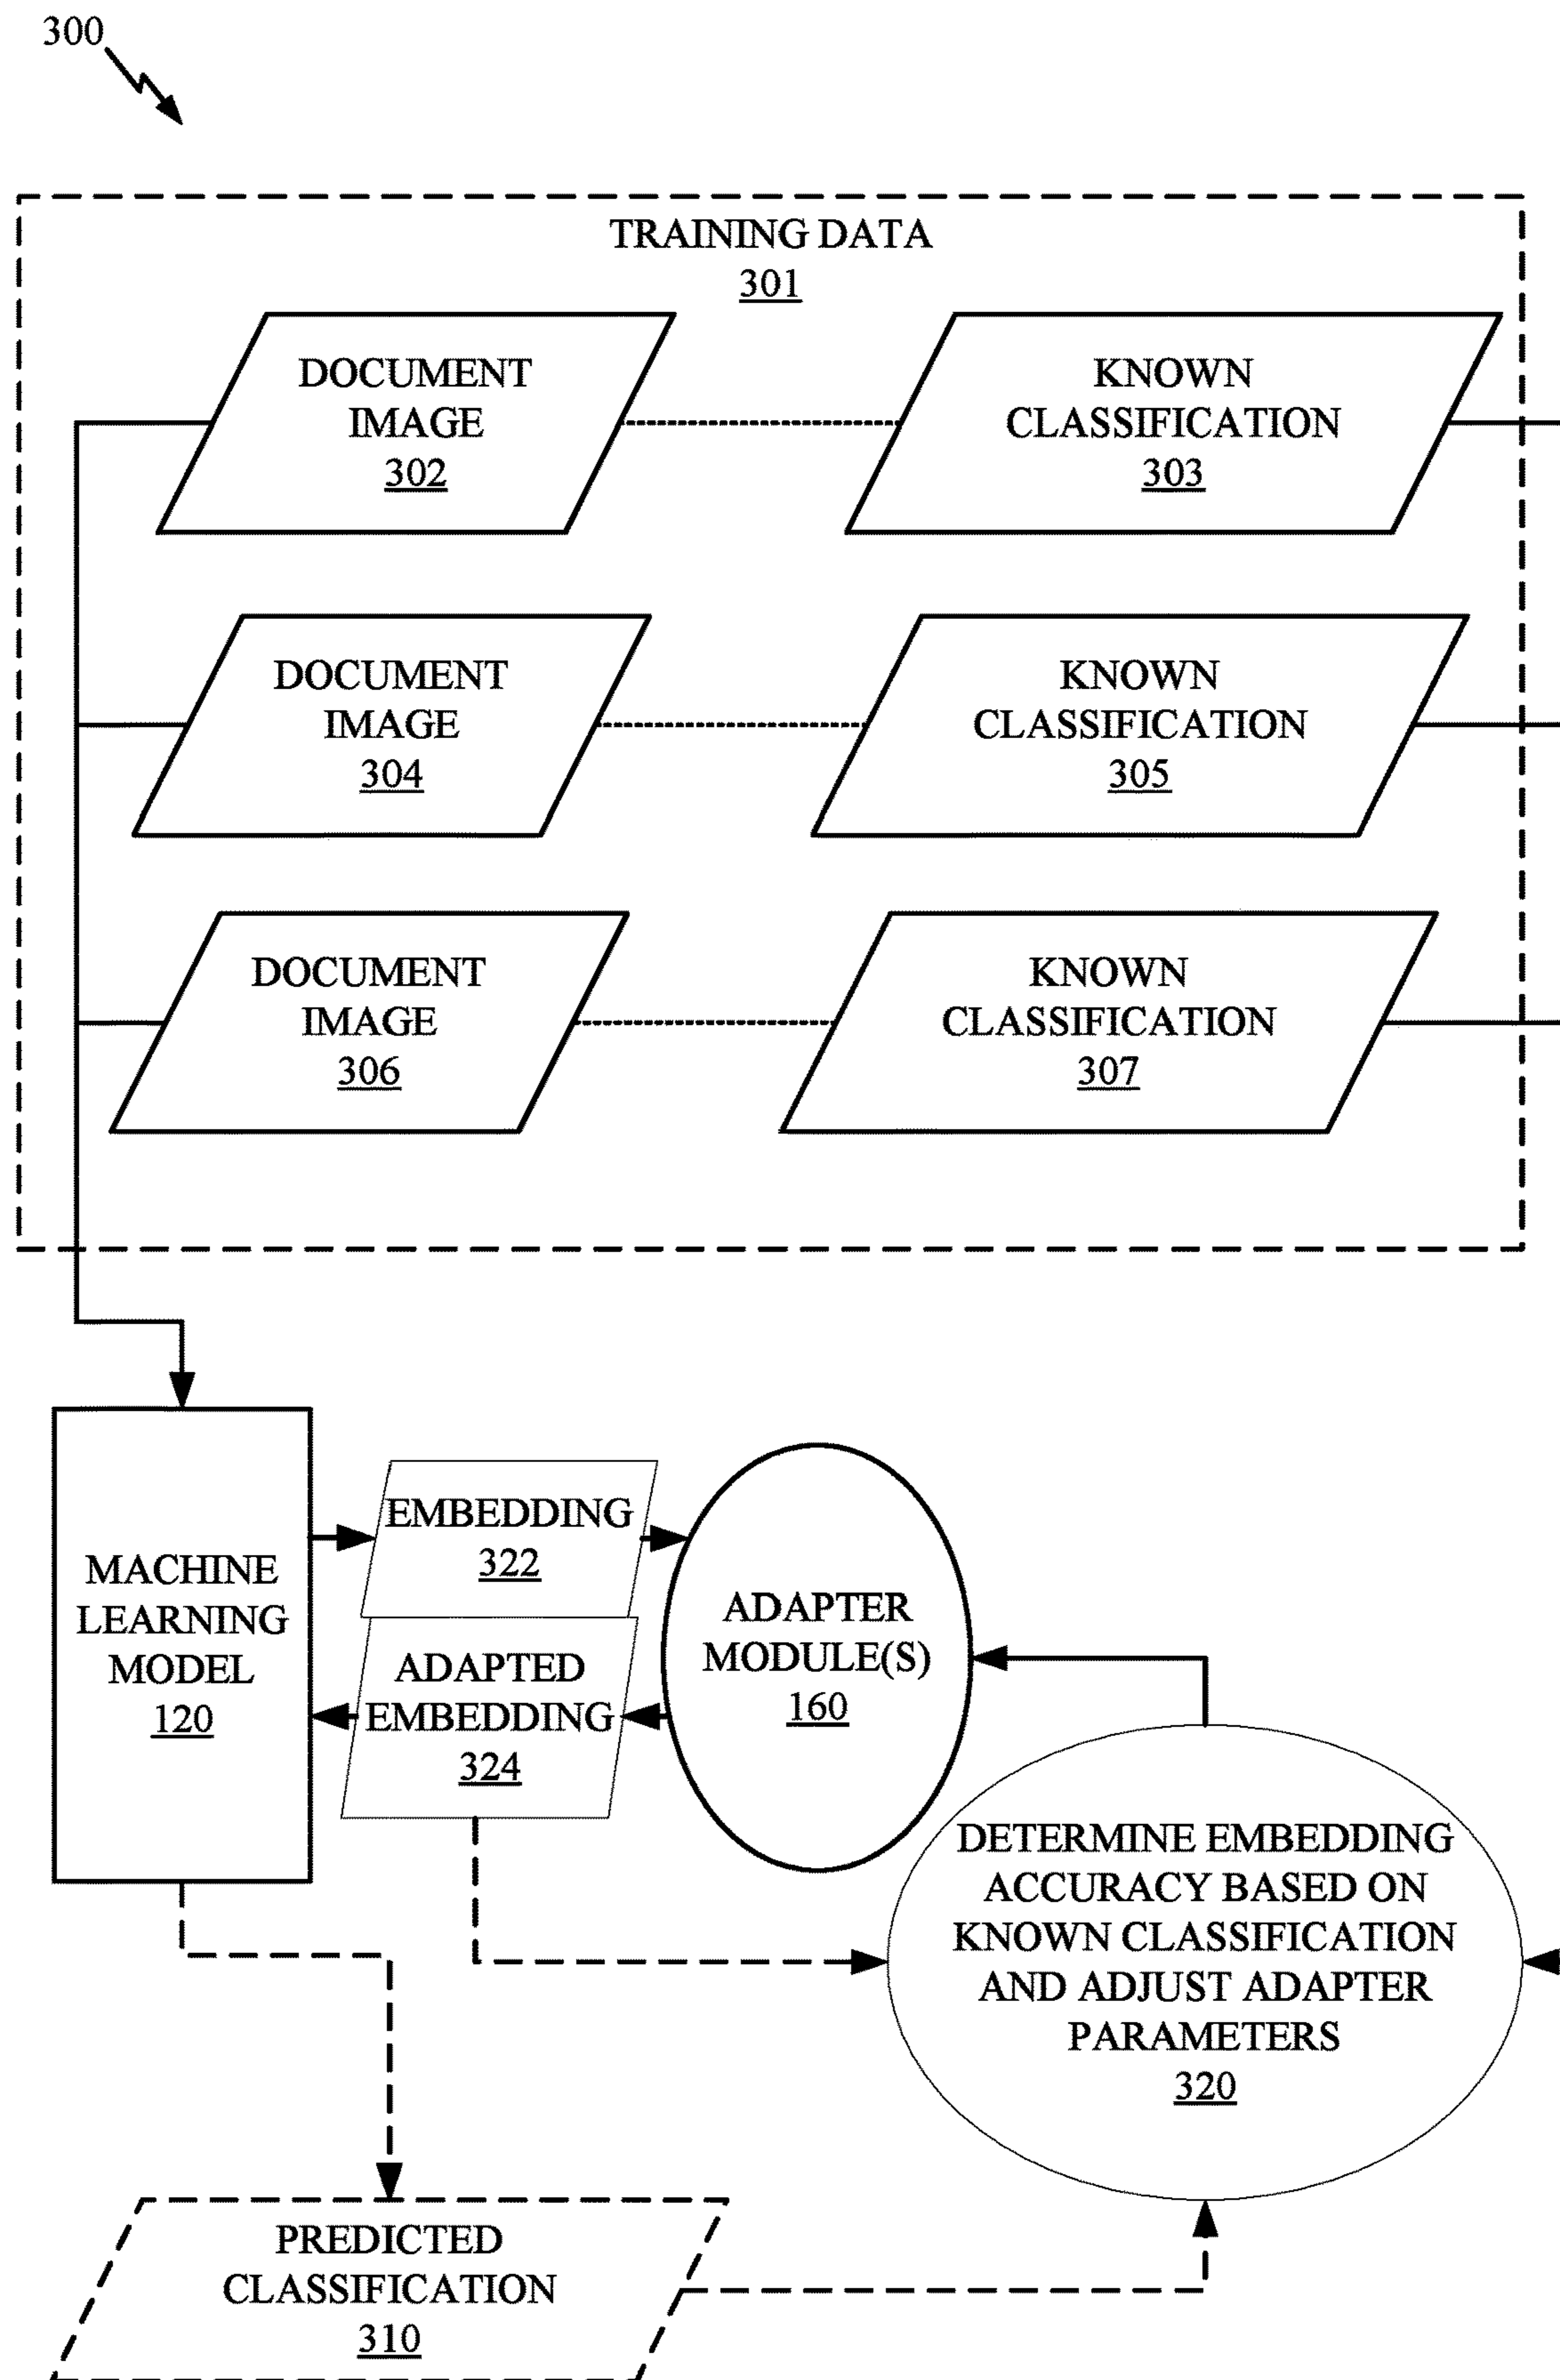 300
TRAINING DATA
301
DOCUMENT
IMAGE
302
KNOWN
CLASSIFICATION
303
DOCUMENT
IMAGE
304
KNOWN
CLASSIFICATION
305
DOCUMENT
IMAGE
306
KNOWN
CLASSIFICATION
307
MACHINE
LEARNING
MODEL
120
EMBEDDING
322
ADAPTED
EMBEDDING
324
ADAPTER
MODULE(S)
160
DETERMINE EMBEDDING
ACCURACY BASED ON
KNOWN CLASSIFICATION
AND ADJUST ADAPTER
PARAMETERS
320
PREDICTED
CLASSIFICATION
310